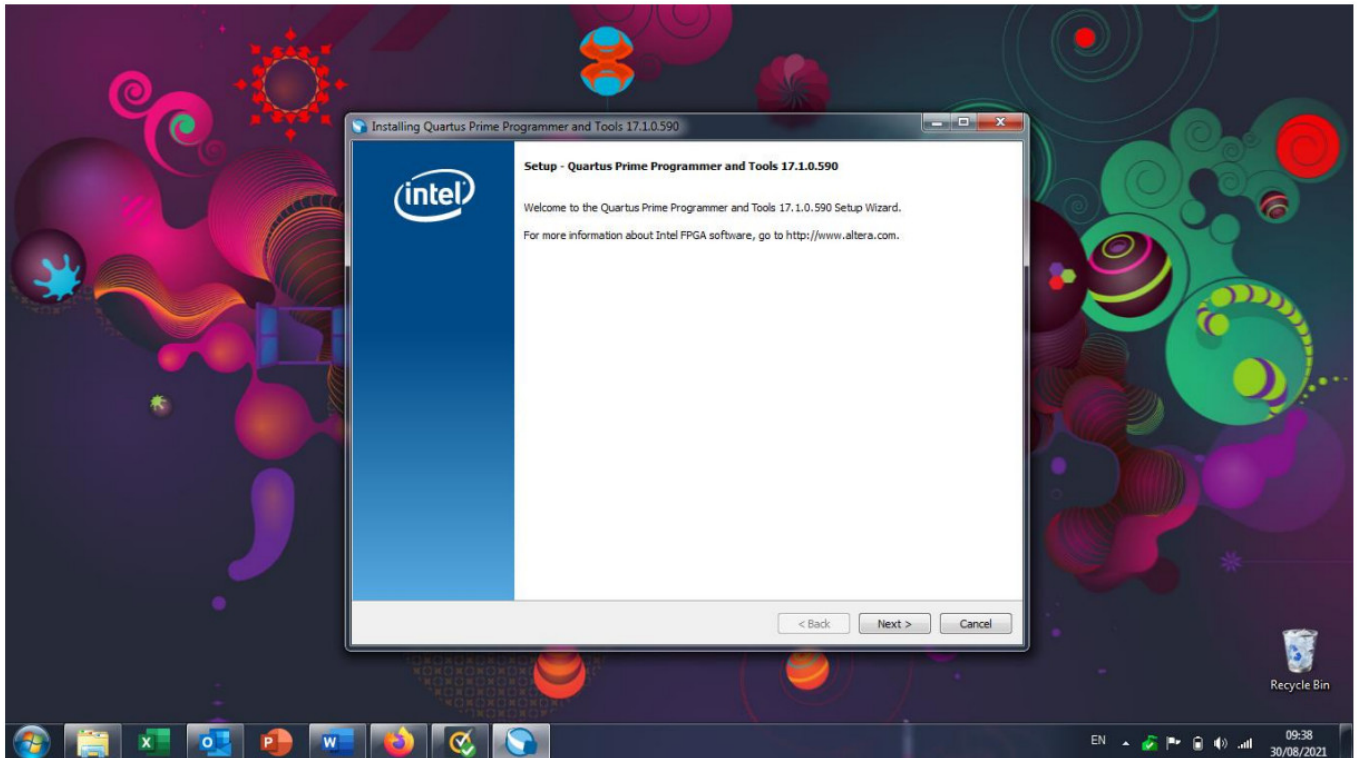 Installing Quartus Prime Programmer and Tools 17.1.0.590
intel
Setup - Quartus Prime Programmer and Tools 17.1.0.590
Welcome to the Quartus Prime Programmer and Tools 17.1.0.590 Setup Wizard.
For more information about Intel FPGA software, go to http://www.altera.com.
< Back Next > Cancel
Recycle Bin
EN 09:38
30/08/2021